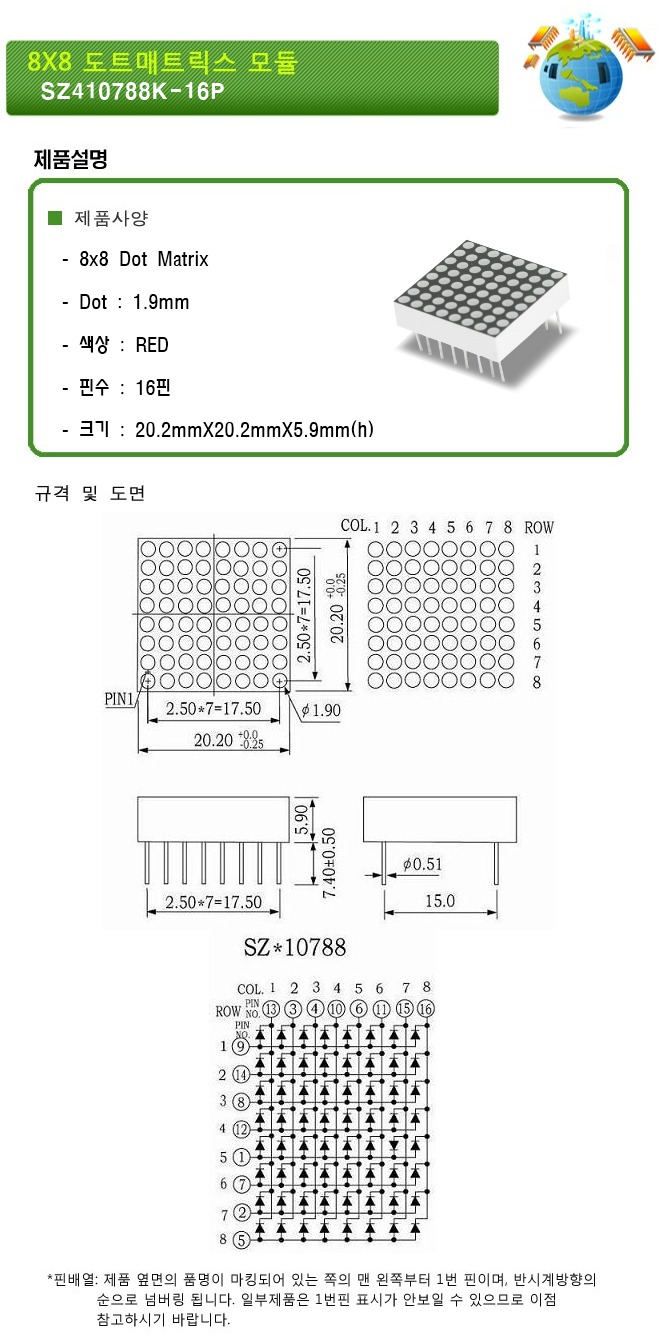 8X8 도트매트릭스 모듈
SZ410788K-16P
제품설명
■ 제품사양
- 8x8 Dot Matrix
- Dot : 1.9mm
- 색상 : RED
- 핀수 : 16핀
- 크기 : 20.2mmX20.2mmX5.9mm(h)
규격 및 도면
COL. 1 2 3 4 5 6 7 8 ROW
1
2
3
4
5
6
7
8
2.50*7=17.50
20.20 +0.0 -0.25
PIN1
2.50*7=17.50
φ1.90
20.20 +0.0 -0.25
5.90
7.40±0.50
2.50*7=17.50
φ0.51
15.0
SZ*10788
COL. 1 2 3 4 5 6 7 8
ROW PIN NO. 13 3 4 10 6 11 15 16
PIN NO.
1 9
2 14
3 8
4 12
5 1
6 7
7 2
8 5
*핀배열: 제품 옆면의 품명이 마킹되어 있는 쪽의 맨 왼쪽부터 1번 핀이며, 반시계방향의
순으로 넘버링 됩니다. 일부제품은 1번핀 표시가 안보일 수 있으므로 이점
참고하시기 바랍니다.